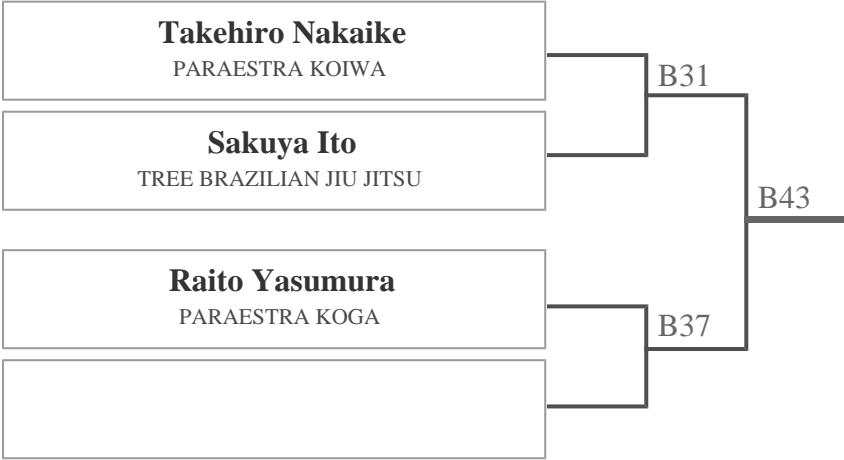 Takehiro Nakaike
PARAESTRA KOIWA
B31
Sakuya Ito
TREE BRAZILIAN JIU JITSU
B43
Raito Yasumura
PARAESTRA KOGA
B37